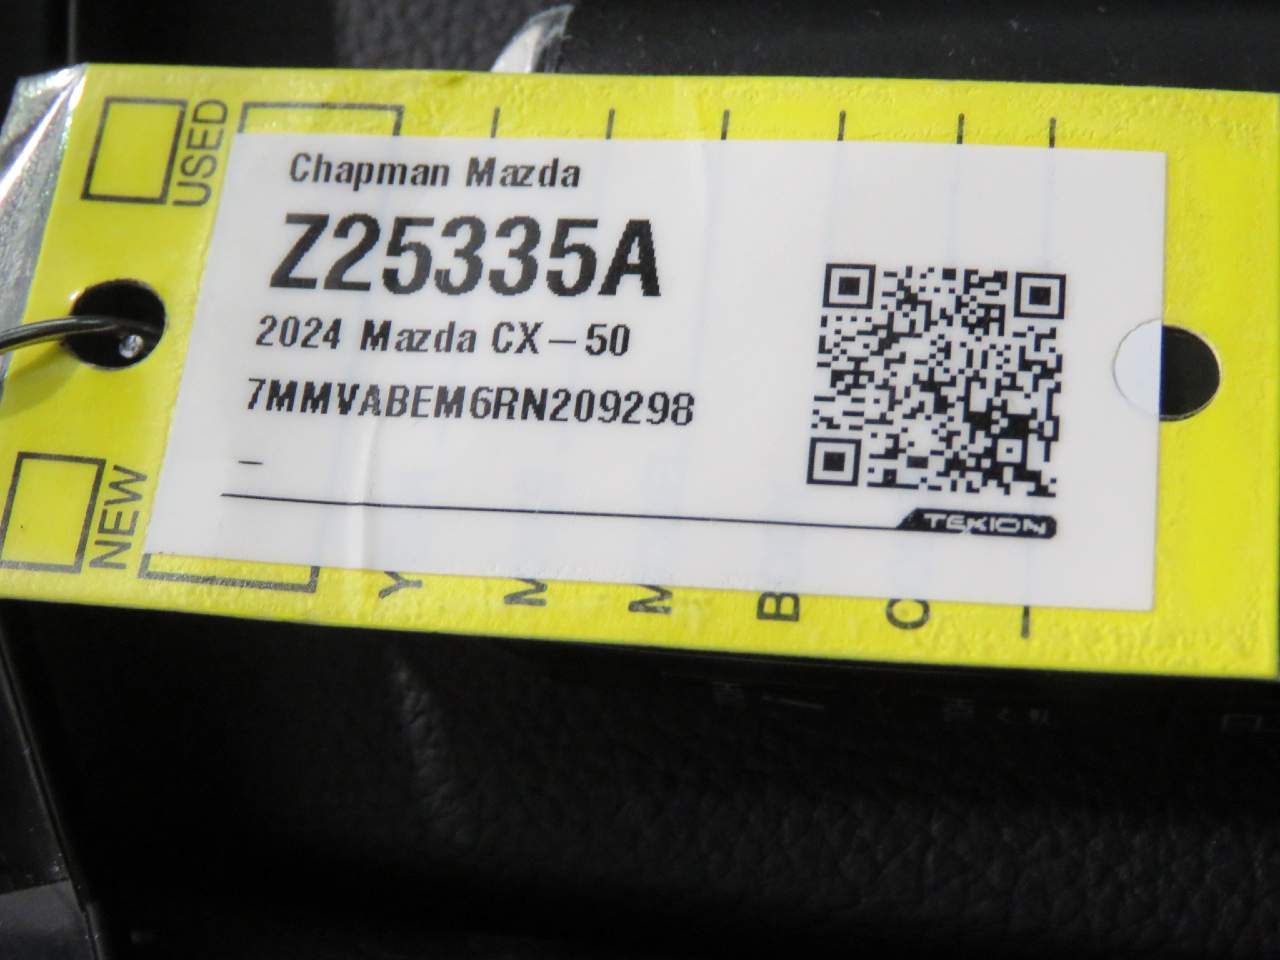 USED
Chapman Mazda
Z25335A
2024 Mazda CX-50
7MMVABEM6RN209298
-
TEKION
NEW
Y
M
M
B
C